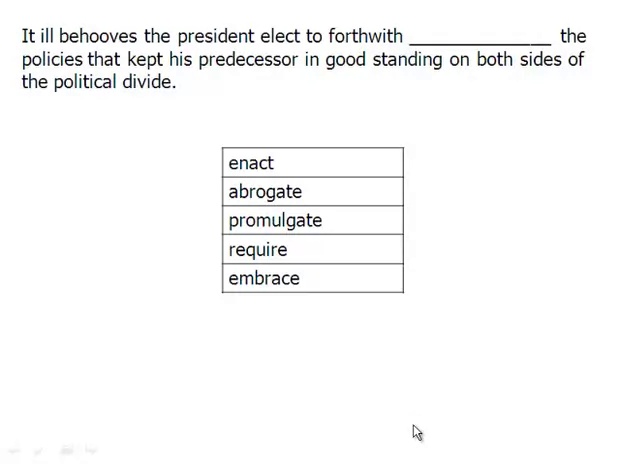 It ill behooves the president elect to forthwith _______________ the
policies that kept his predecessor in good standing on both sides of
the political divide.
enact
abrogate
promulgate
require
embrace